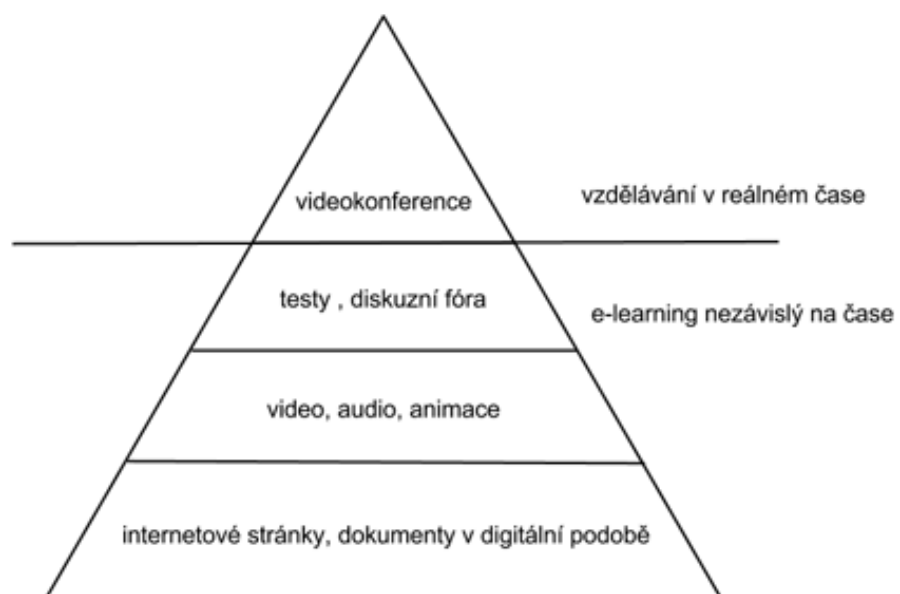 videokonference
vzdělávání v reálném čase
testy , diskuzní fóra
e-learning nezávislý na čase
video, audio, animace
internetové stránky, dokumenty v digitální podobě